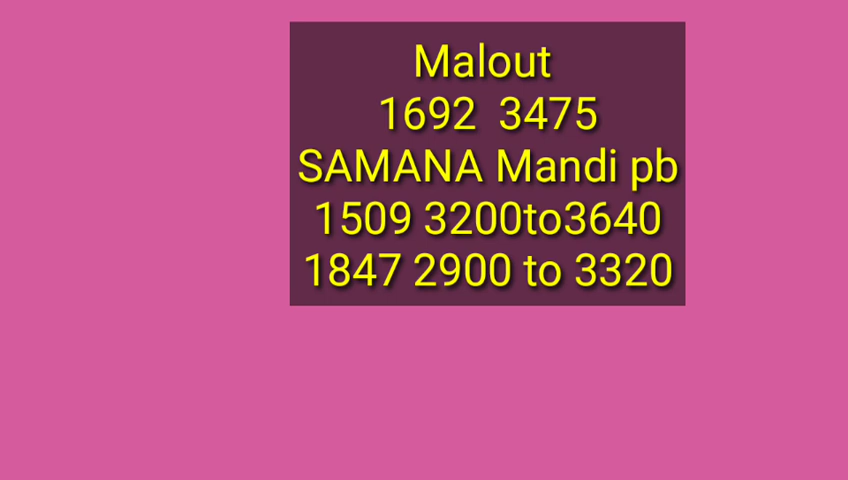 Malout
1692  3475
SAMANA Mandi pb
1509 3200to3640
1847 2900 to 3320